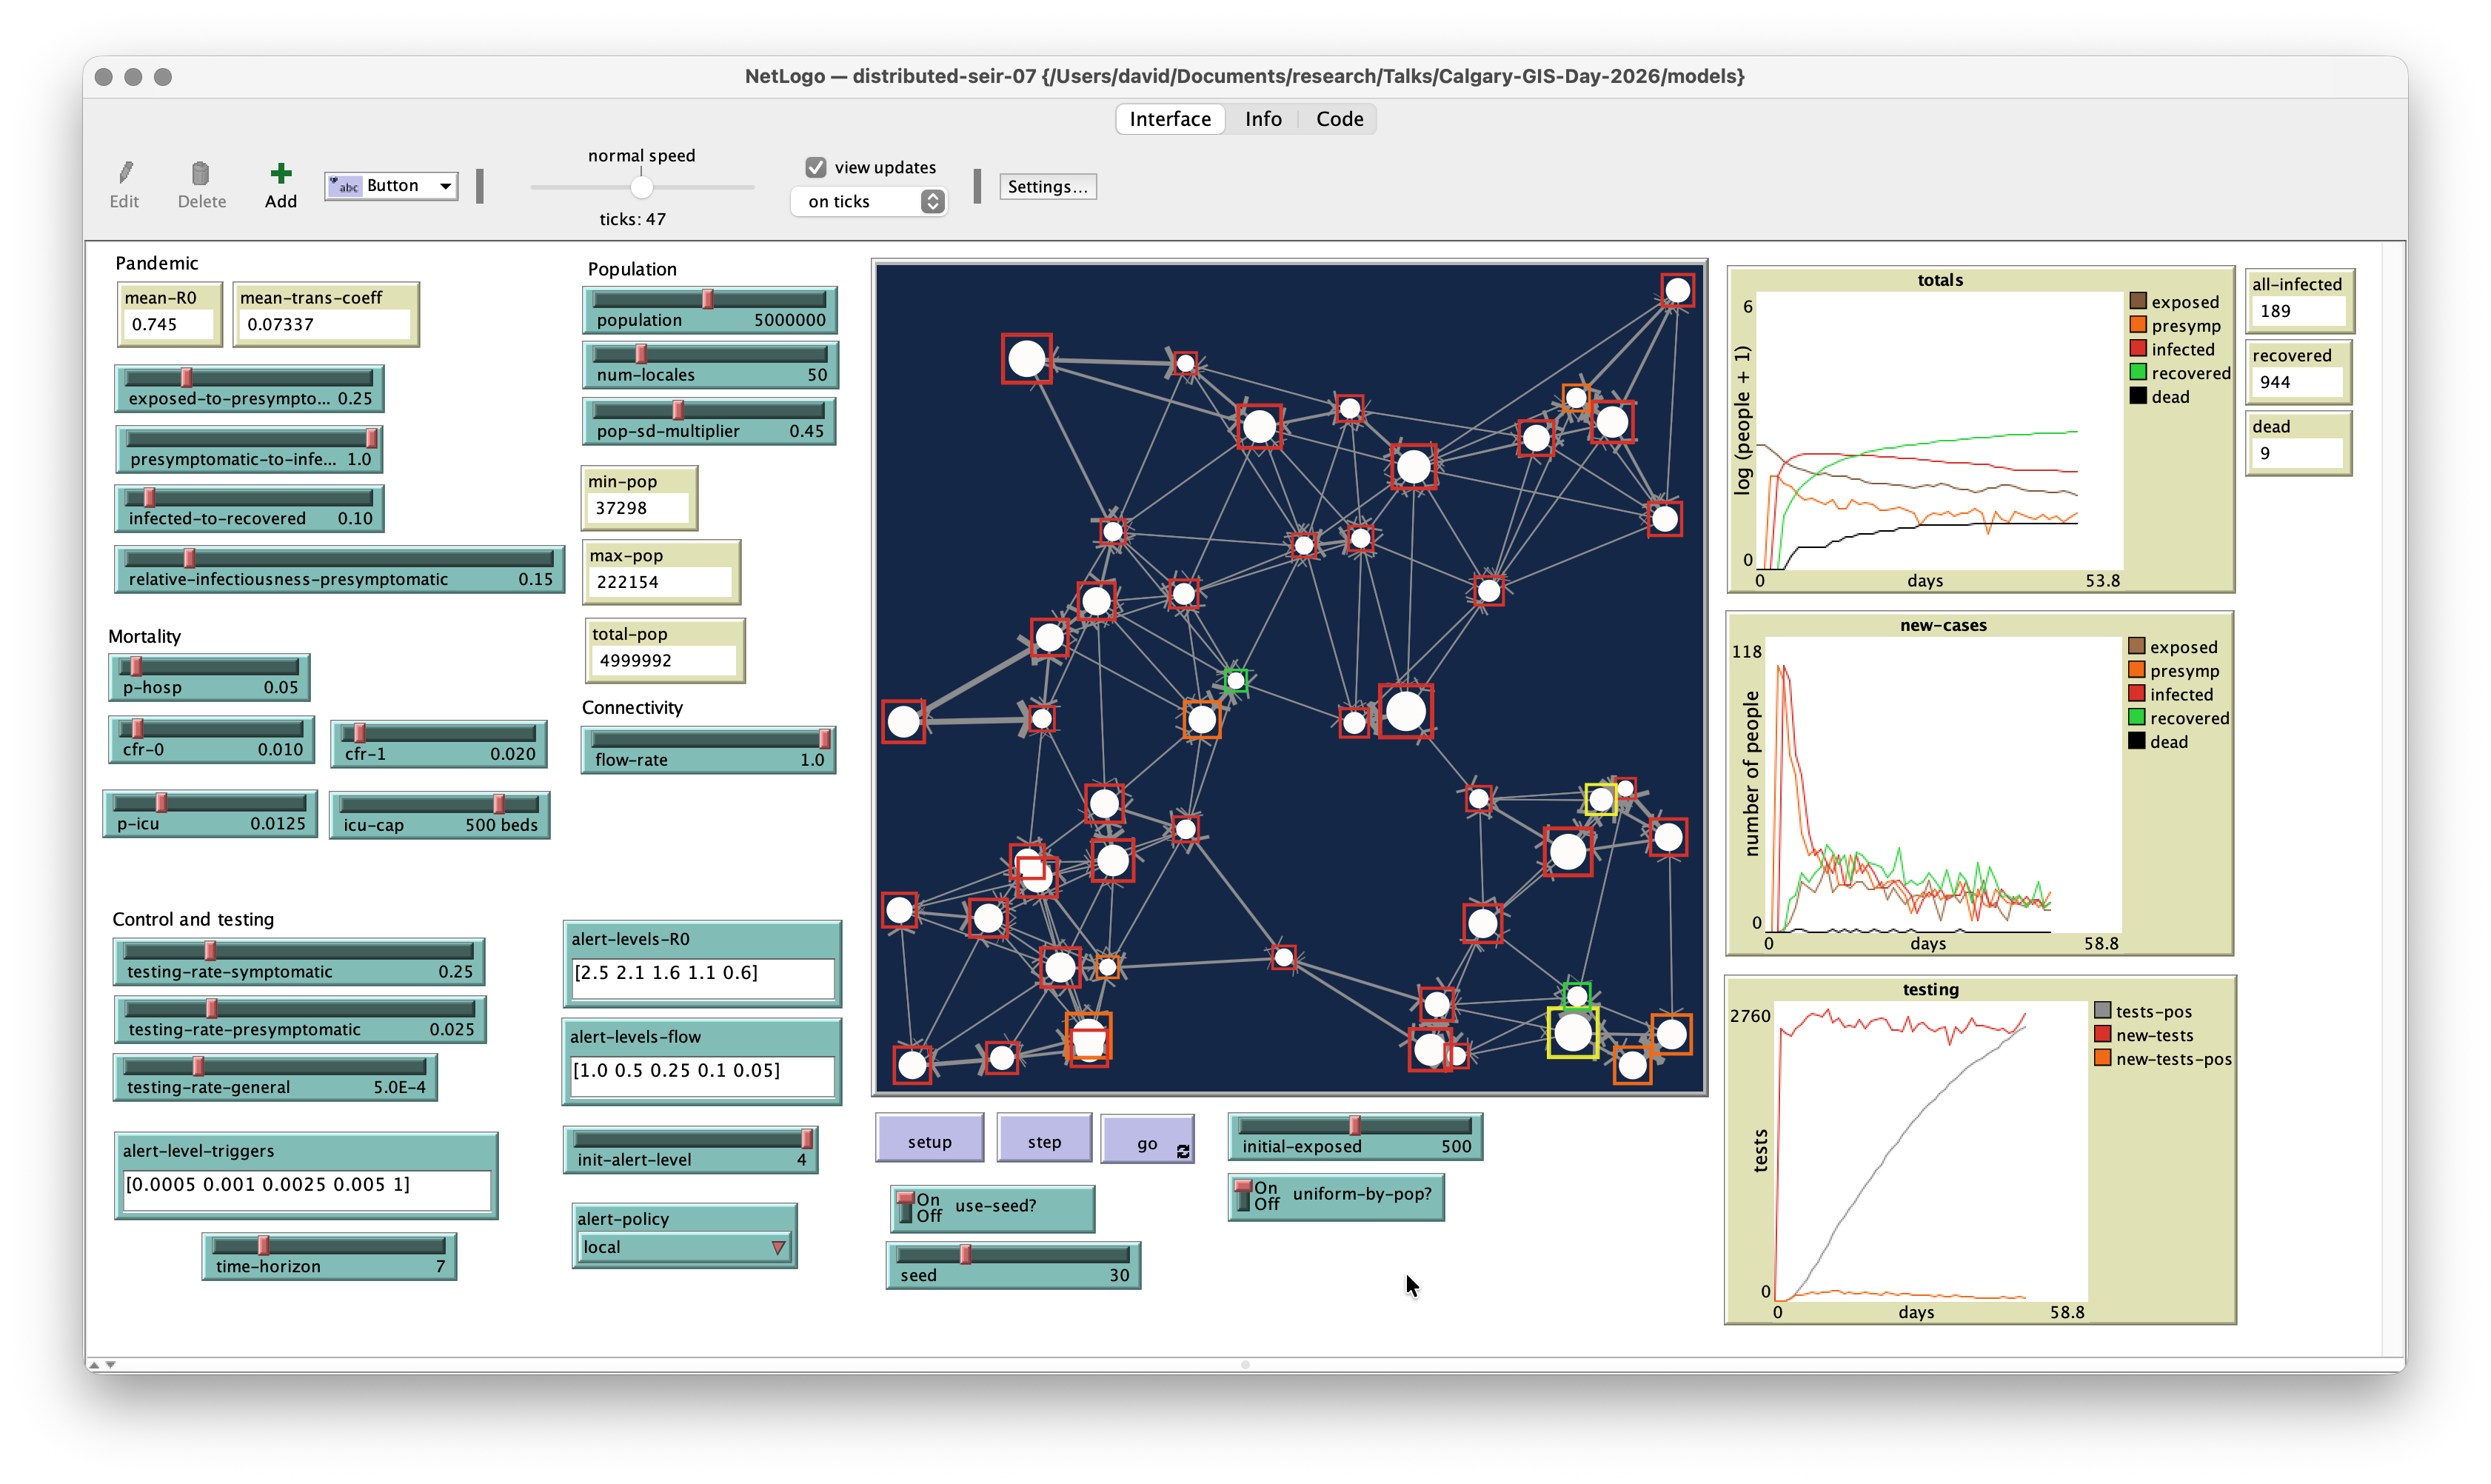 NetLogo — distributed-seir-07 {/Users/david/Documents/research/Talks/Calgary-GIS-Day-2026/models}
Interface
Info
Code
Edit
Delete
Add
abc Button
normal speed
ticks: 47
view updates
on ticks
Settings...
Pandemic
mean-R0
0.745
mean-trans-coeff
0.07337
exposed-to-presympto... 0.25
presymptomatic-to-infe... 1.0
infected-to-recovered 0.10
relative-infectiousness-presymptomatic 0.15
Mortality
p-hosp 0.05
cfr-0 0.010
cfr-1 0.020
p-icu 0.0125
icu-cap 500 beds
Control and testing
testing-rate-symptomatic 0.25
testing-rate-presymptomatic 0.025
testing-rate-general 5.0E-4
alert-level-triggers
[0.0005 0.001 0.0025 0.005 1]
time-horizon 7
Population
population 5000000
num-locales 50
pop-sd-multiplier 0.45
min-pop
37298
max-pop
222154
total-pop
4999992
Connectivity
flow-rate 1.0
alert-levels-R0
[2.5 2.1 1.6 1.1 0.6]
alert-levels-flow
[1.0 0.5 0.25 0.1 0.05]
init-alert-level 4
alert-policy
local
setup
step
go
On
Off
use-seed?
seed 30
initial-exposed 500
On
Off
uniform-by-pop?
totals
log (people + 1)
6
0
0
days
53.8
exposed
presymp
infected
recovered
dead
all-infected
189
recovered
944
dead
9
new-cases
number of people
118
0
0
days
58.8
exposed
presymp
infected
recovered
dead
testing
tests
2760
0
0
days
58.8
tests-pos
new-tests
new-tests-pos